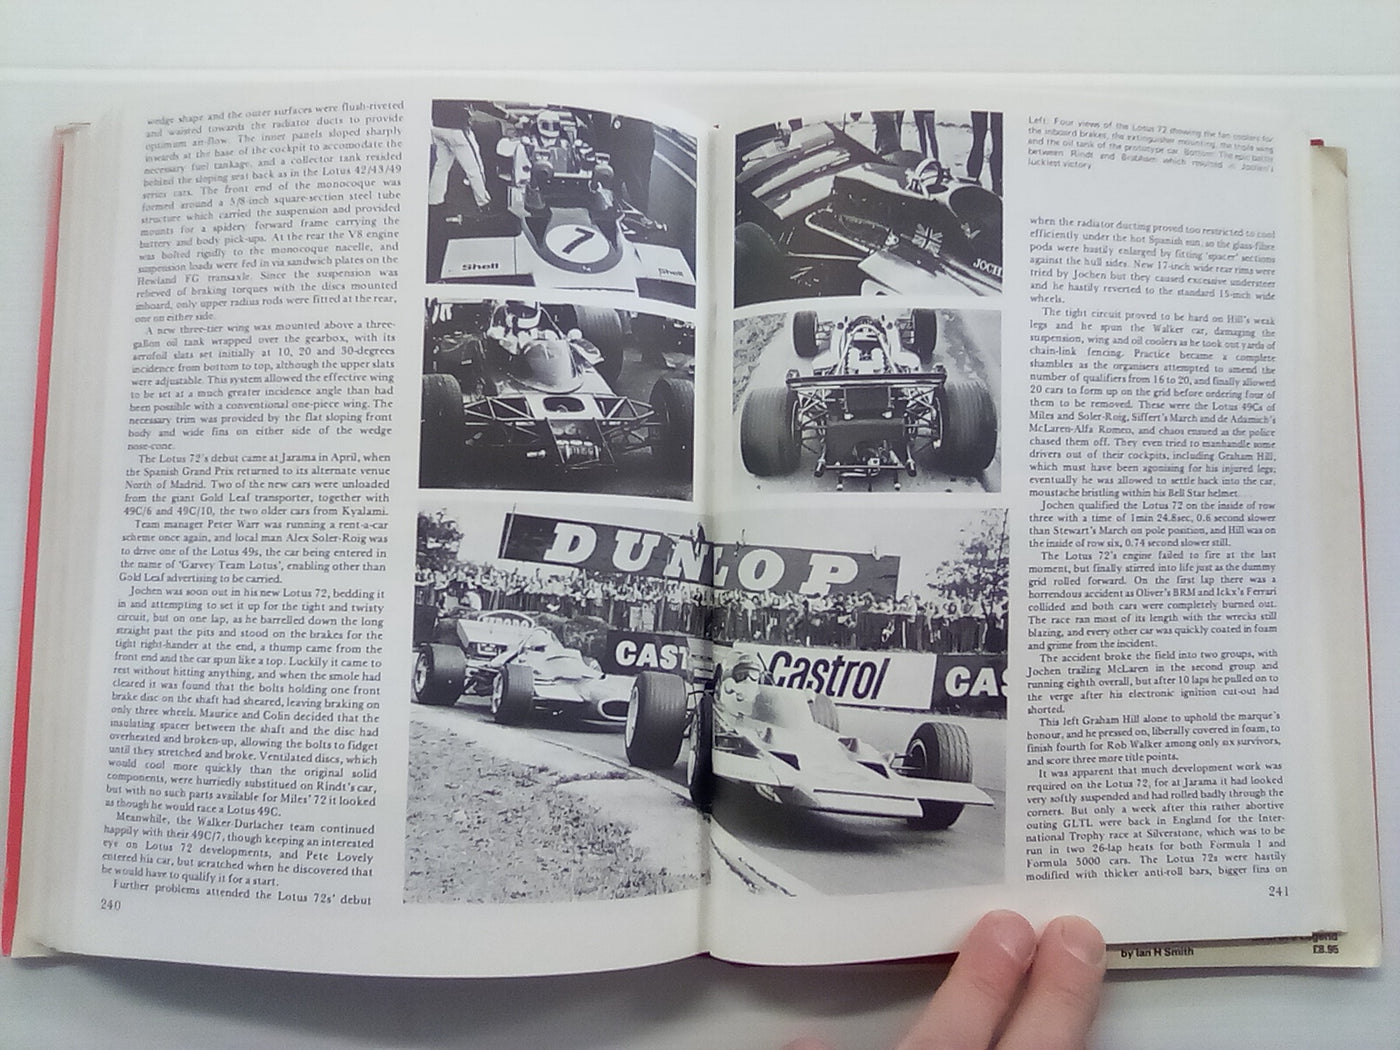 wedge shape and the outer surfaces were flush-riveted
and waisted towards the radiator ducts to provide
optimum air-flow. The inner panels sloped sharply
inwards at the base of the cockpit to accomodate the
necessary fuel tankage, and a collector tank resided
behind the sloping seat back as in the Lotus 42/43/49
series cars. The front end of the monocoque was
formed around a 5/8-inch square-section steel tube
structure which carried the suspension and provided
mounts for a spidery forward frame carrying the
battery and body pick-ups. At the rear the V8 engine
was bolted rigidly to the monocoque nacelle, and
suspension loads were fed in via sandwich plates on the
Hewland FG transaxle. Since the suspension was
relieved of braking torques with the discs mounted
inboard, only upper radius rods were fitted at the rear,
one on either side.
A new three-tier wing was mounted above a three-
gallon oil tank wrapped over the gearbox, with its
aerofoil slats set initially at 10, 20 and 30-degrees
incidence from bottom to top, although the upper slats
were adjustable. This system allowed the effective wing
to be set at a much greater incidence angle than had
been possible with a conventional one-piece wing. The
necessary trim was provided by the flat sloping front
body and wide fins on either side of the wedge
nose-cone.
The Lotus 72's debut came at Jarama in April, when
the Spanish Grand Prix returned to its alternate venue
North of Madrid. Two of the new cars were unloaded
from the giant Gold Leaf transporter, together with
49C/6 and 49C/10, the two older cars from Kyalami.
Team manager Peter Warr was running a rent-a-car
scheme once again, and local man Alex Soler-Roig was
to drive one of the Lotus 49s, the car being entered in
the name of 'Garvey Team Lotus', enabling other than
Gold Leaf advertising to be carried.
Jochen was soon out in his new Lotus 72, bedding it
in and attempting to set it up for the tight and twisty
circuit, but on one lap, as he barrelled down the long
straight past the pits and stood on the brakes for the
tight right-hander at the end, a thump came from the
front end and the car spun like a top. Luckily it came to
rest without hitting anything, and when the smole had
cleared it was found that the bolts holding one front
brake disc on the shaft had sheared, leaving braking on
only three wheels. Maurice and Colin decided that the
insulating spacer between the shaft and the disc had
overheated and broken-up, allowing the bolts to fidget
until they stretched and broke. Ventilated discs, which
would cool more quickly than the original solid
components, were hurriedly substituted on Rindt's car,
but with no such parts available for Miles' 72 it looked
as though he would race a Lotus 49C.
Meanwhile, the Walker-Durlacher team continued
happily with their 49C/7, though keeping an interested
eye on Lotus 72 developments, and Pete Lovely
entered his car, but scratched when he discovered that
he would have to qualify it for a start.
Further problems attended the Lotus 72s' debut
240
7
Shell
Shell
JOCH
DUNLOP
CAST
Castrol
CAS
Left: Four views of the Lotus 72 showing the fan coolers for
the inboard brakes, the extinguisher mounting, the triple wing
and the oil tank of the prototype car. Bottom: The epic battle
between Rindt and Brabham which resulted in Jochen's
luckiest victory
when the radiator ducting proved too restricted to cool
efficiently under the hot Spanish sun, so the glass-fibre
pods were hastily enlarged by fitting 'spacer' sections
against the hull sides. New 17-inch wide rear rims were
tried by Jochen but they caused excessive understeer
and he hastily reverted to the standard 15-inch wide
wheels.
The tight circuit proved to be hard on Hill's weak
legs and he spun the Walker car, damaging the
suspension, wing and oil coolers as he took out yards of
chain-link fencing. Practice became a complete
shambles as the organisers attempted to amend the
number of qualifiers from 16 to 20, and finally allowed
20 cars to form up on the grid before ordering four of
them to be removed. These were the Lotus 49Cs of
Miles and Soler-Roig, Siffert's March and de Adamich's
McLaren-Alfa Romeo, and chaos ensued as the police
chased them off. They even tried to manhandle some
drivers out of their cockpits, including Graham Hill,
which must have been agonising for his injured legs;
eventually he was able to settle back into the car,
moustache bristling within his Bell Star helmet....
Jochen qualified the Lotus 72 on the inside of row
three with a time of 1min 24.8sec, 0.6 second slower
than Stewart's March on pole position, and Hill was on
the inside of row six, 0.74 second slower still.
The Lotus 72's engine failed to fire at the last
moment, but finally stirred into life just as the dummy
grid rolled forward. On the first lap there was a
horrendous accident as Oliver's BRM and Ickx's Ferrari
collided and both cars were completely burned out.
The race ran most of its length with the wrecks still
blazing, and every other car was quickly coated in foam
and grime from the incident.
The accident broke the field into two groups, with
Jochen trailing McLaren in the second group and
running eighth overall, but after 10 laps he pulled on to
the verge after his electronic ignition cut-out had
shorted.
This left Graham Hill alone to uphold the marque's
honour, and he pressed on, liberally covered in foam, to
finish fourth for Rob Walker among only six survivors,
and score three more title points.
It was apparent that much development work was
required on the Lotus 72, for at Jarama it had looked
very softly suspended and had rolled badly through the
corners. But only a week after this rather abortive
outing GLTL were back in England for the Inter-
national Trophy race at Silverstone, which was to be
run in two 26-lap heats for both Formula 1 and
Formula 5000 cars. The Lotus 72s were hastily
modified with thicker anti-roll bars, bigger fins on
241
by Ian H Smith
£8.95